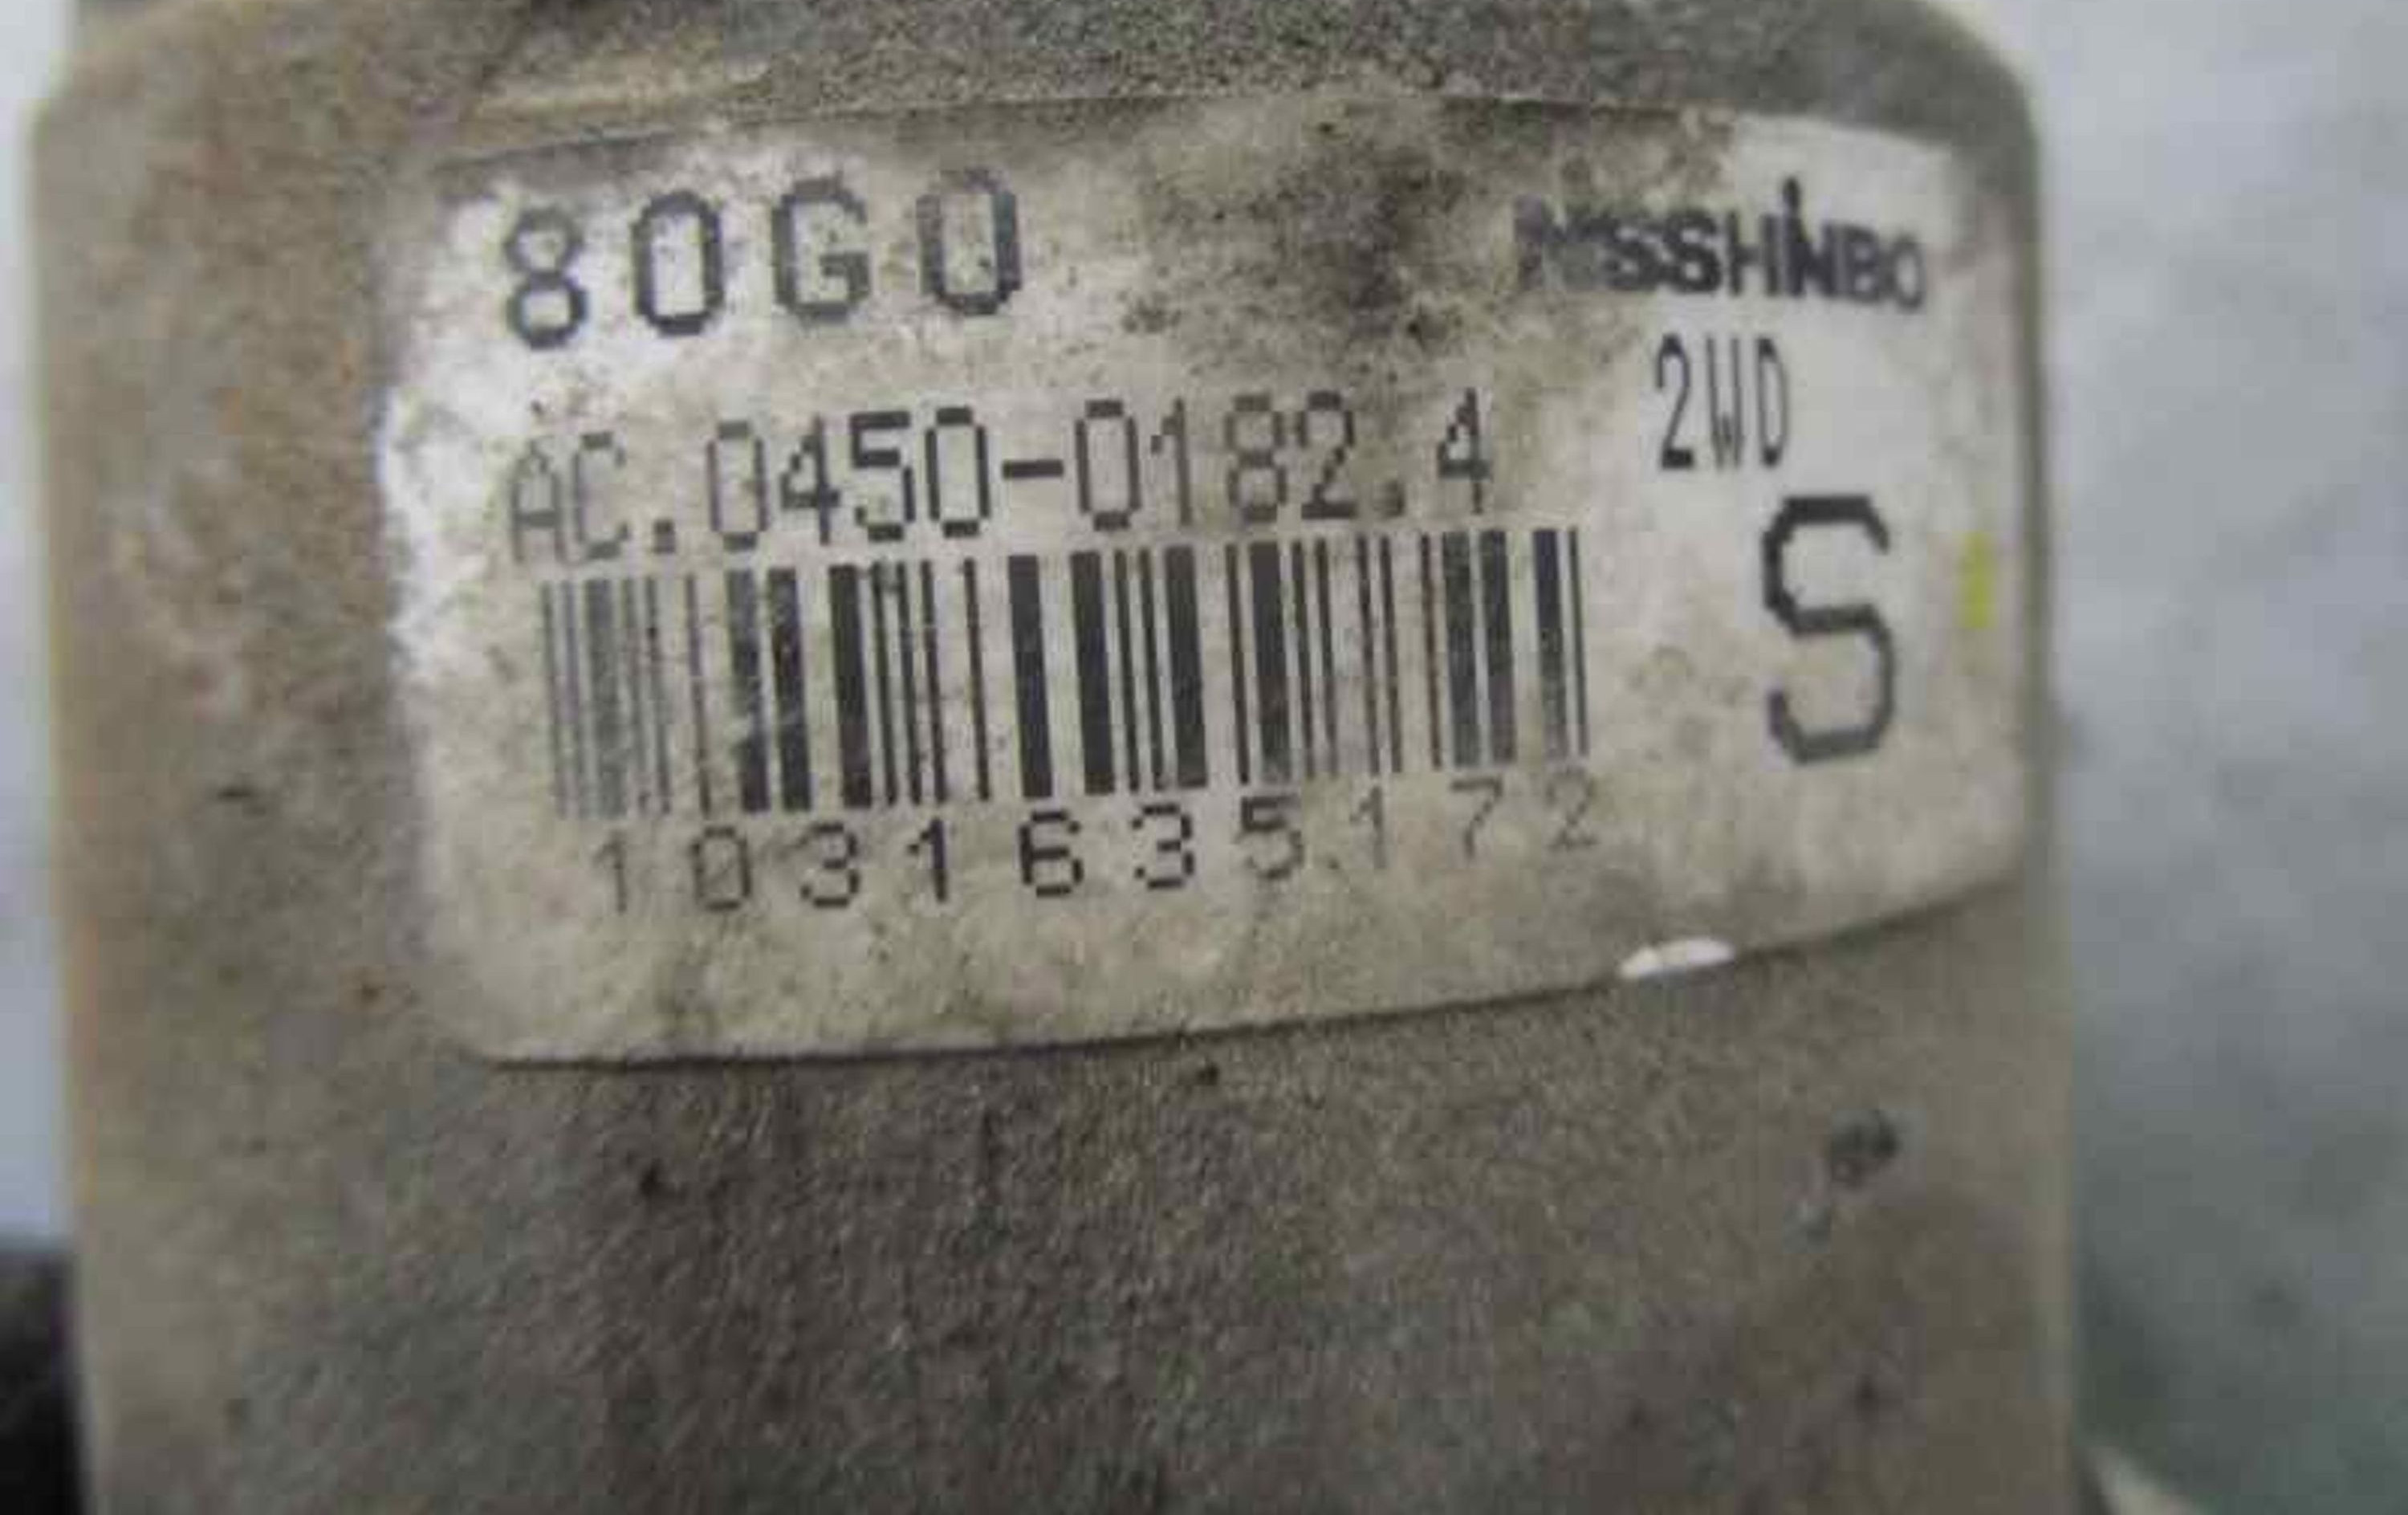 80G0
NISSHINBO
AC.0450-0182.4
2WD
S
1031635172